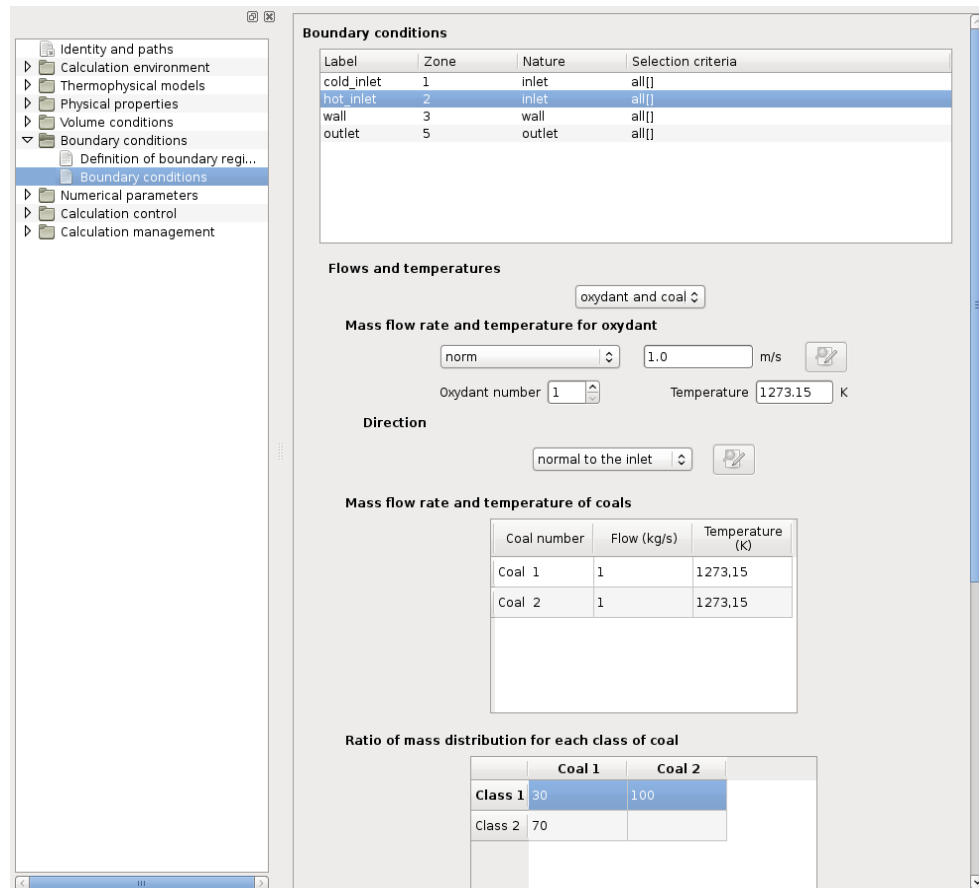 Identity and paths
Calculation environment
Thermophysical models
Physical properties
Volume conditions
Boundary conditions
Definition of boundary regi...
Boundary conditions
Numerical parameters
Calculation control
Calculation management
Boundary conditions
Label Zone Nature Selection criteria
cold_inlet 1 inlet all[]
hot_inlet 2 inlet all[]
wall 3 wall all[]
outlet 5 outlet all[]
Flows and temperatures
oxydant and coal
Mass flow rate and temperature for oxydant
norm 1.0 m/s
Oxydant number 1 Temperature 1273.15 K
Direction
normal to the inlet
Mass flow rate and temperature of coals
Coal number Flow (kg/s) Temperature
(K)
Coal 1 1 1273,15
Coal 2 1 1273,15
Ratio of mass distribution for each class of coal
Coal 1 Coal 2
Class 1 30 100
Class 2 70